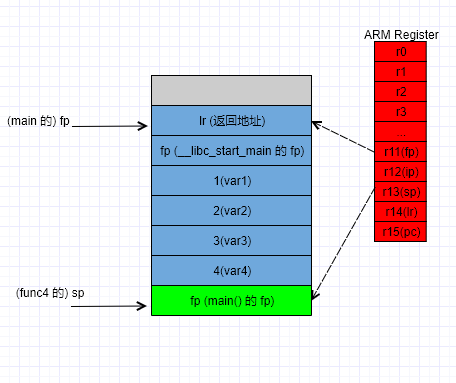 ARM Register
r0
r1
r2
r3
...
r11(fp)
r12(ip)
r13(sp)
r14(lr)
r15(pc)
(main 的) fp
lr (返回地址)
fp (__libc_start_main 的 fp)
1(var1)
2(var2)
3(var3)
4(var4)
(func4 的) sp
fp (main() 的 fp)